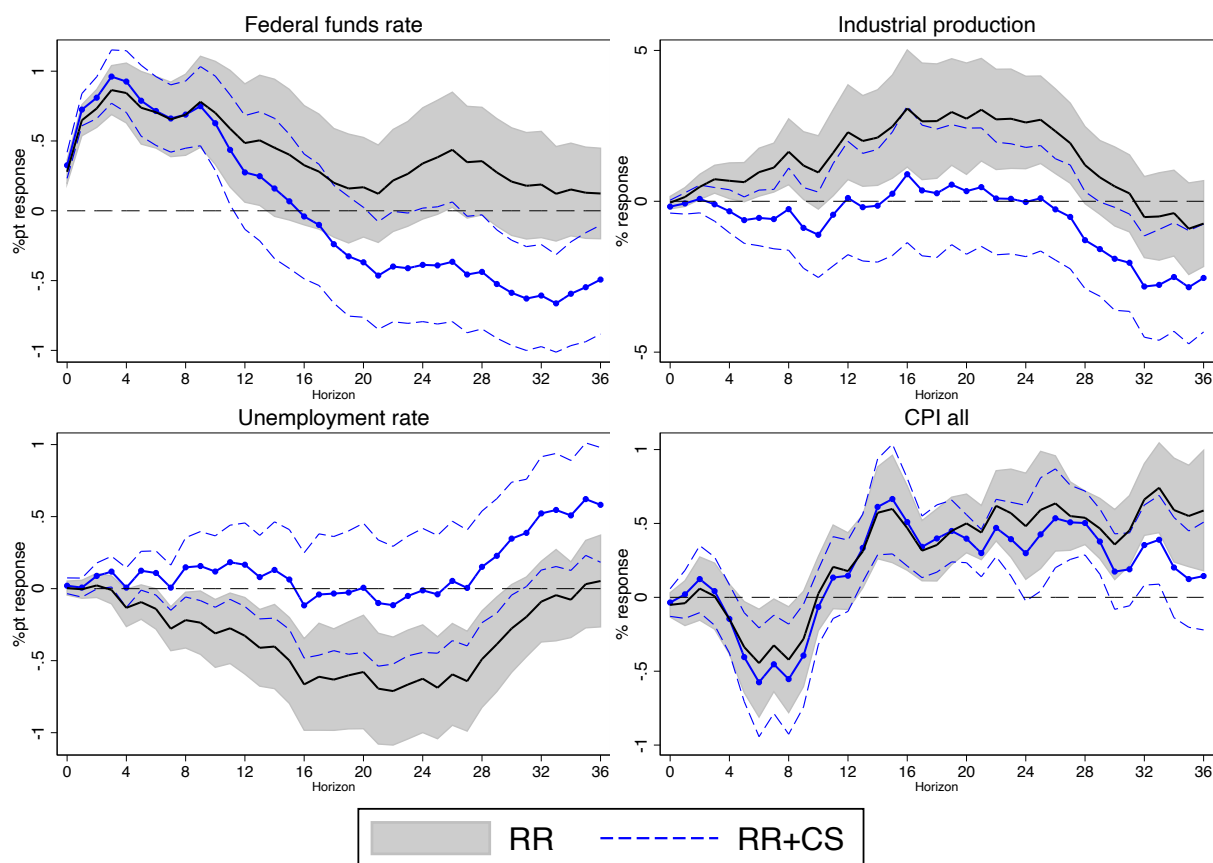 Federal funds rate
%pt response
1
.5
0
-.5
-1
0 4 8 12 16 20 24 28 32 36
Horizon
Industrial production
% response
5
0
-5
0 4 8 12 16 20 24 28 32 36
Horizon
Unemployment rate
%pt response
1
.5
0
-.5
-1
0 4 8 12 16 20 24 28 32 36
Horizon
CPI all
% response
1
.5
0
-.5
-1
0 4 8 12 16 20 24 28 32 36
Horizon
RR RR+CS